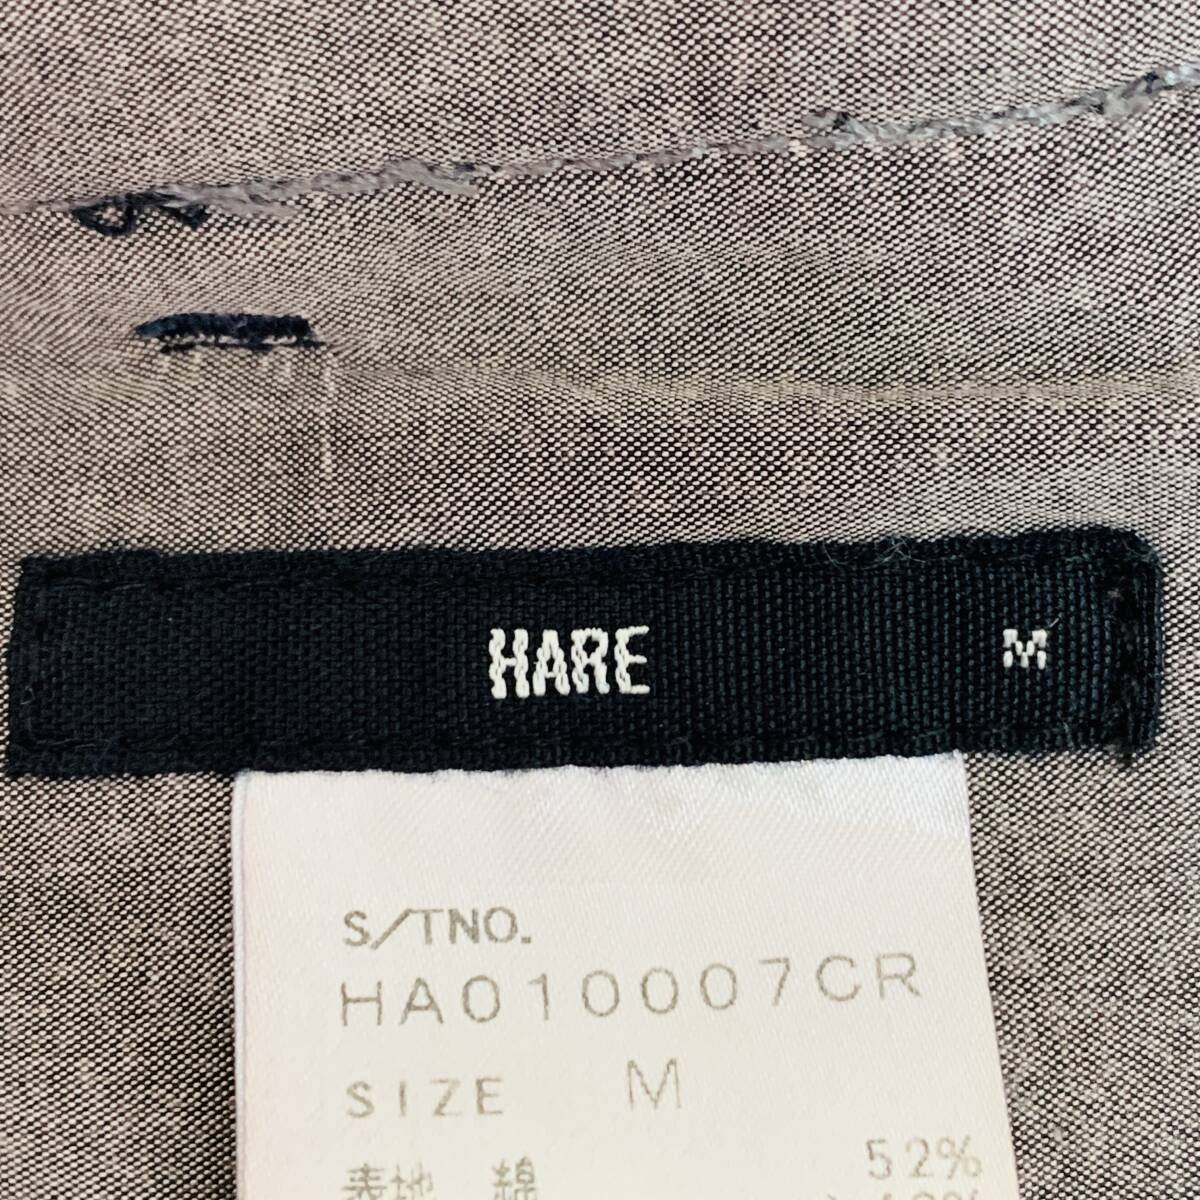 HARE M
S/TNO.
HA010007CR
SIZE M
表地 綿 52%